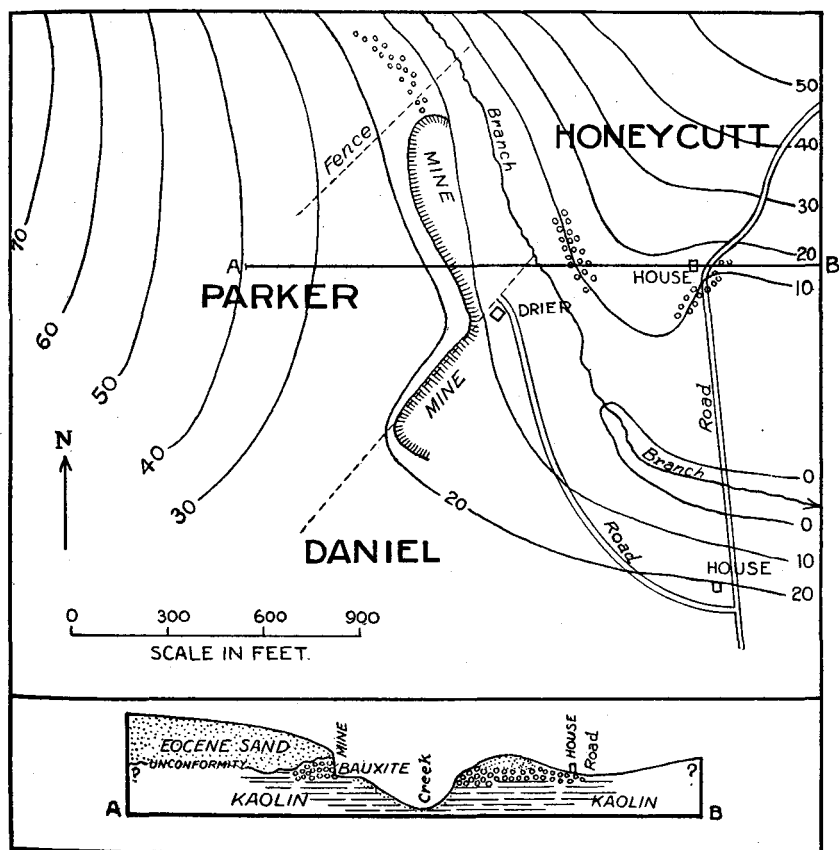 50
Branch
HONEYCUTT
40
Fence
MINE
30
70
20
A
B
HOUSE
10
PARKER
DRIER
60
MINE
50
Road
N
40
Branch
0
30
20
0
DANIEL
Road
10
HOUSE
20
0 300 600 900
SCALE IN FEET.
EOCENE SAND
MINE
HOUSE
Road
?
UNCONFORMITY
BAUXITE
Creek
?
A
KAOLIN
KAOLIN
B